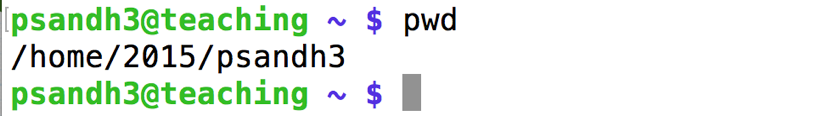 psandh3@teaching ~ $ pwd
/home/2015/psandh3
psandh3@teaching ~ $